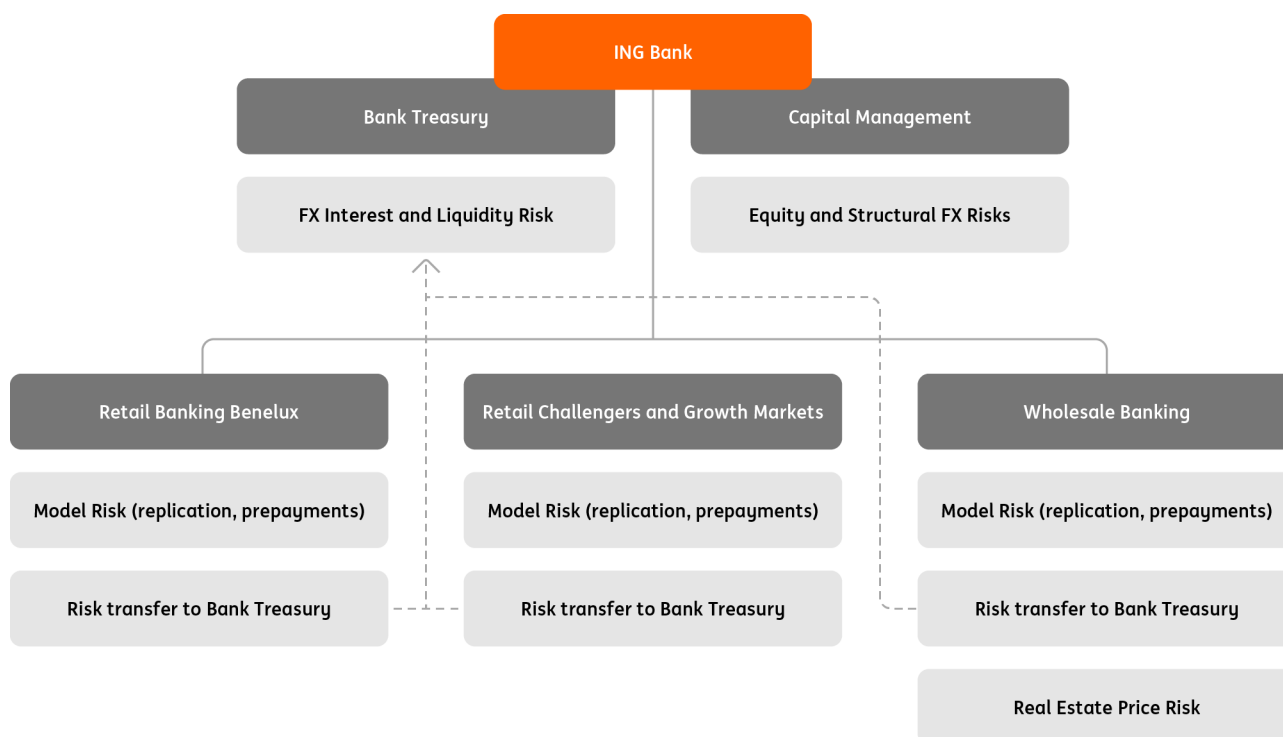 ING Bank
Bank Treasury
Capital Management
FX Interest and Liquidity Risk
Equity and Structural FX Risks
Retail Banking Benelux
Retail Challengers and Growth Markets
Wholesale Banking
Model Risk (replication, prepayments)
Model Risk (replication, prepayments)
Model Risk (replication, prepayments)
Risk transfer to Bank Treasury
Risk transfer to Bank Treasury
Risk transfer to Bank Treasury
Real Estate Price Risk